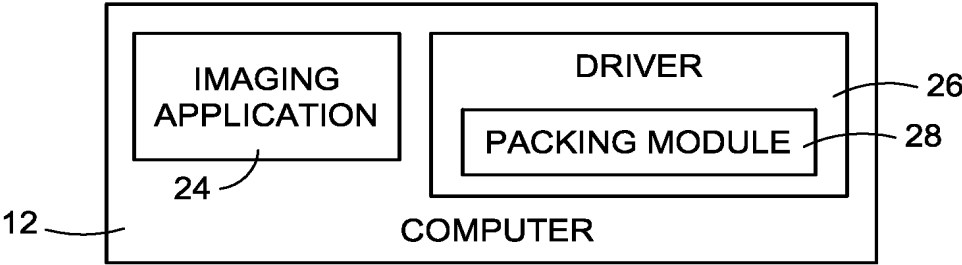 IMAGING
APPLICATION
24
DRIVER
26
PACKING MODULE
28
12
COMPUTER